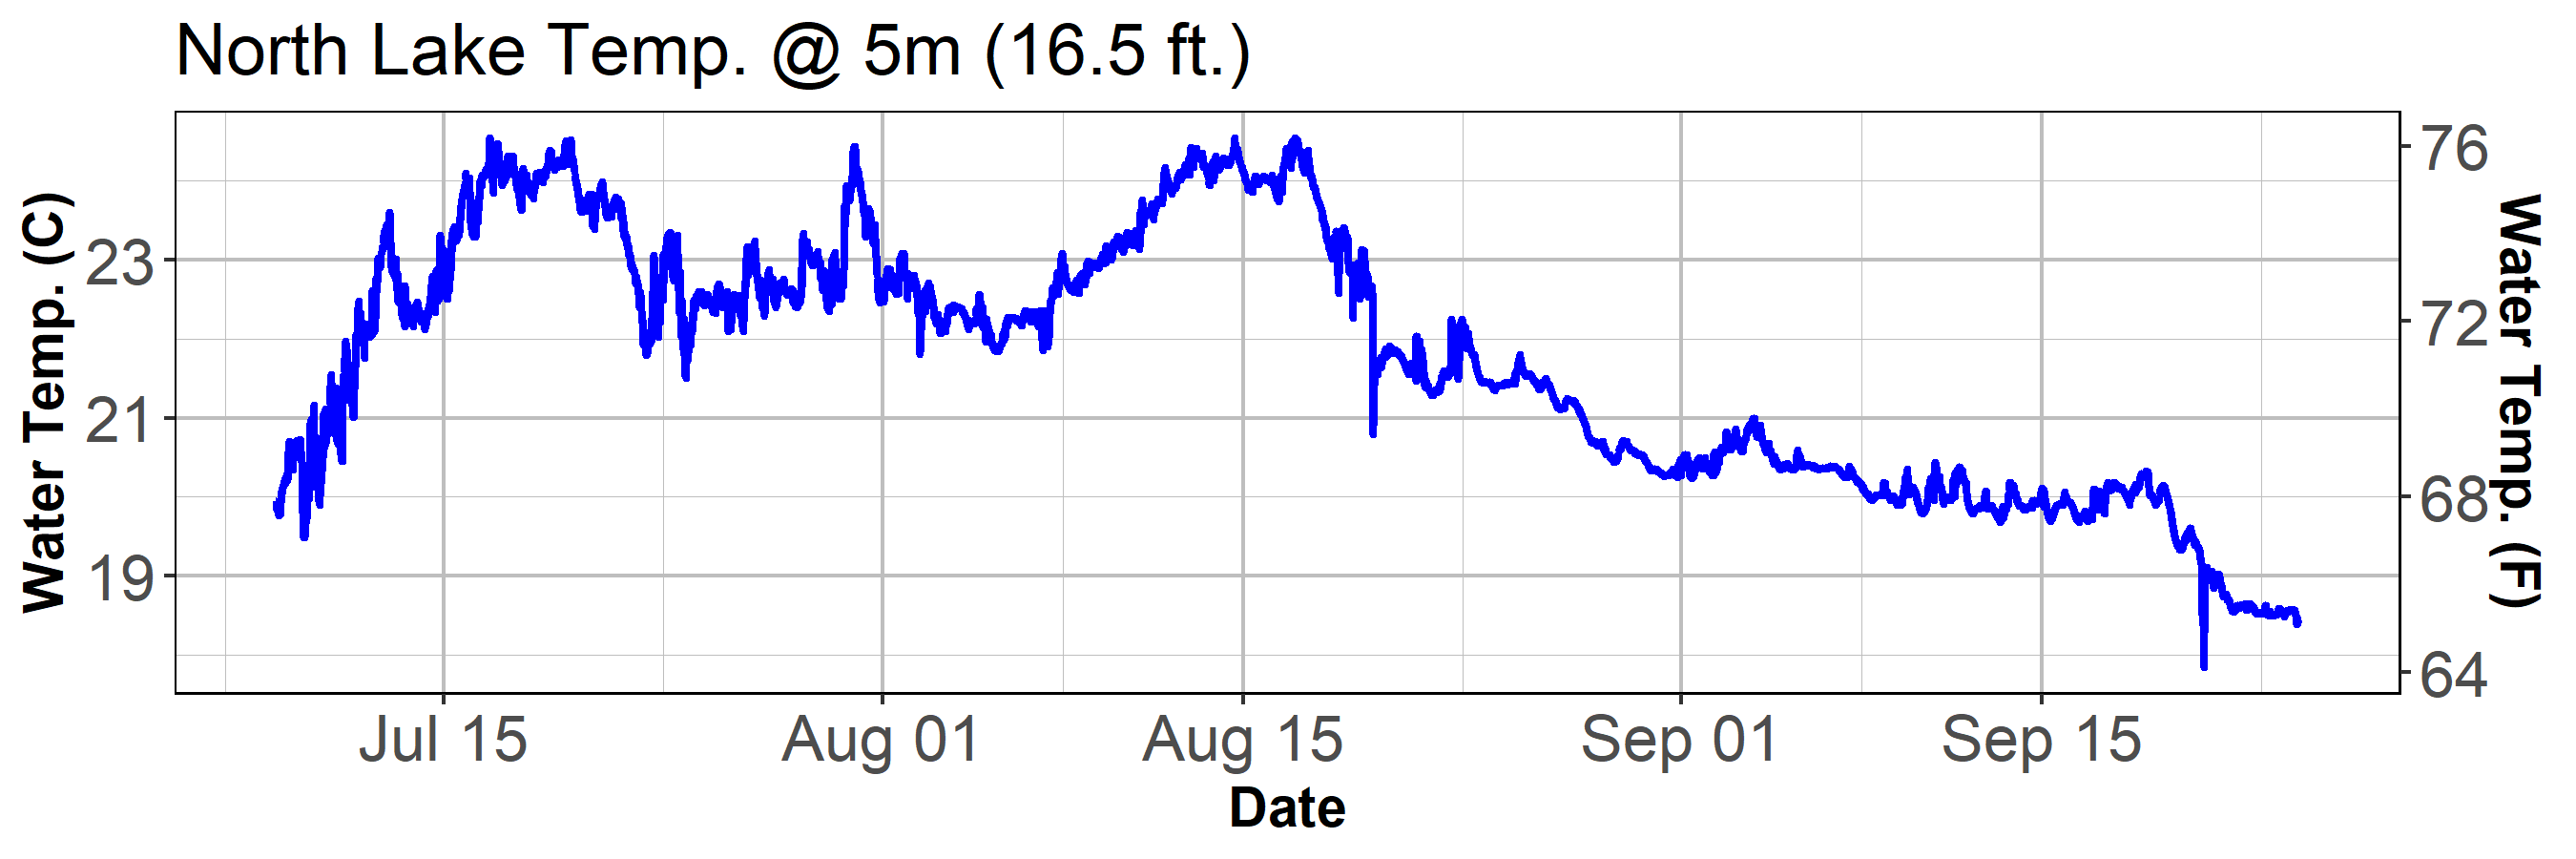 North Lake Temp. @ 5m (16.5 ft.)
Water Temp. (C)
23
21
19
76
72
68
64
Water Temp. (F)
Jul 15
Aug 01
Aug 15
Sep 01
Sep 15
Date